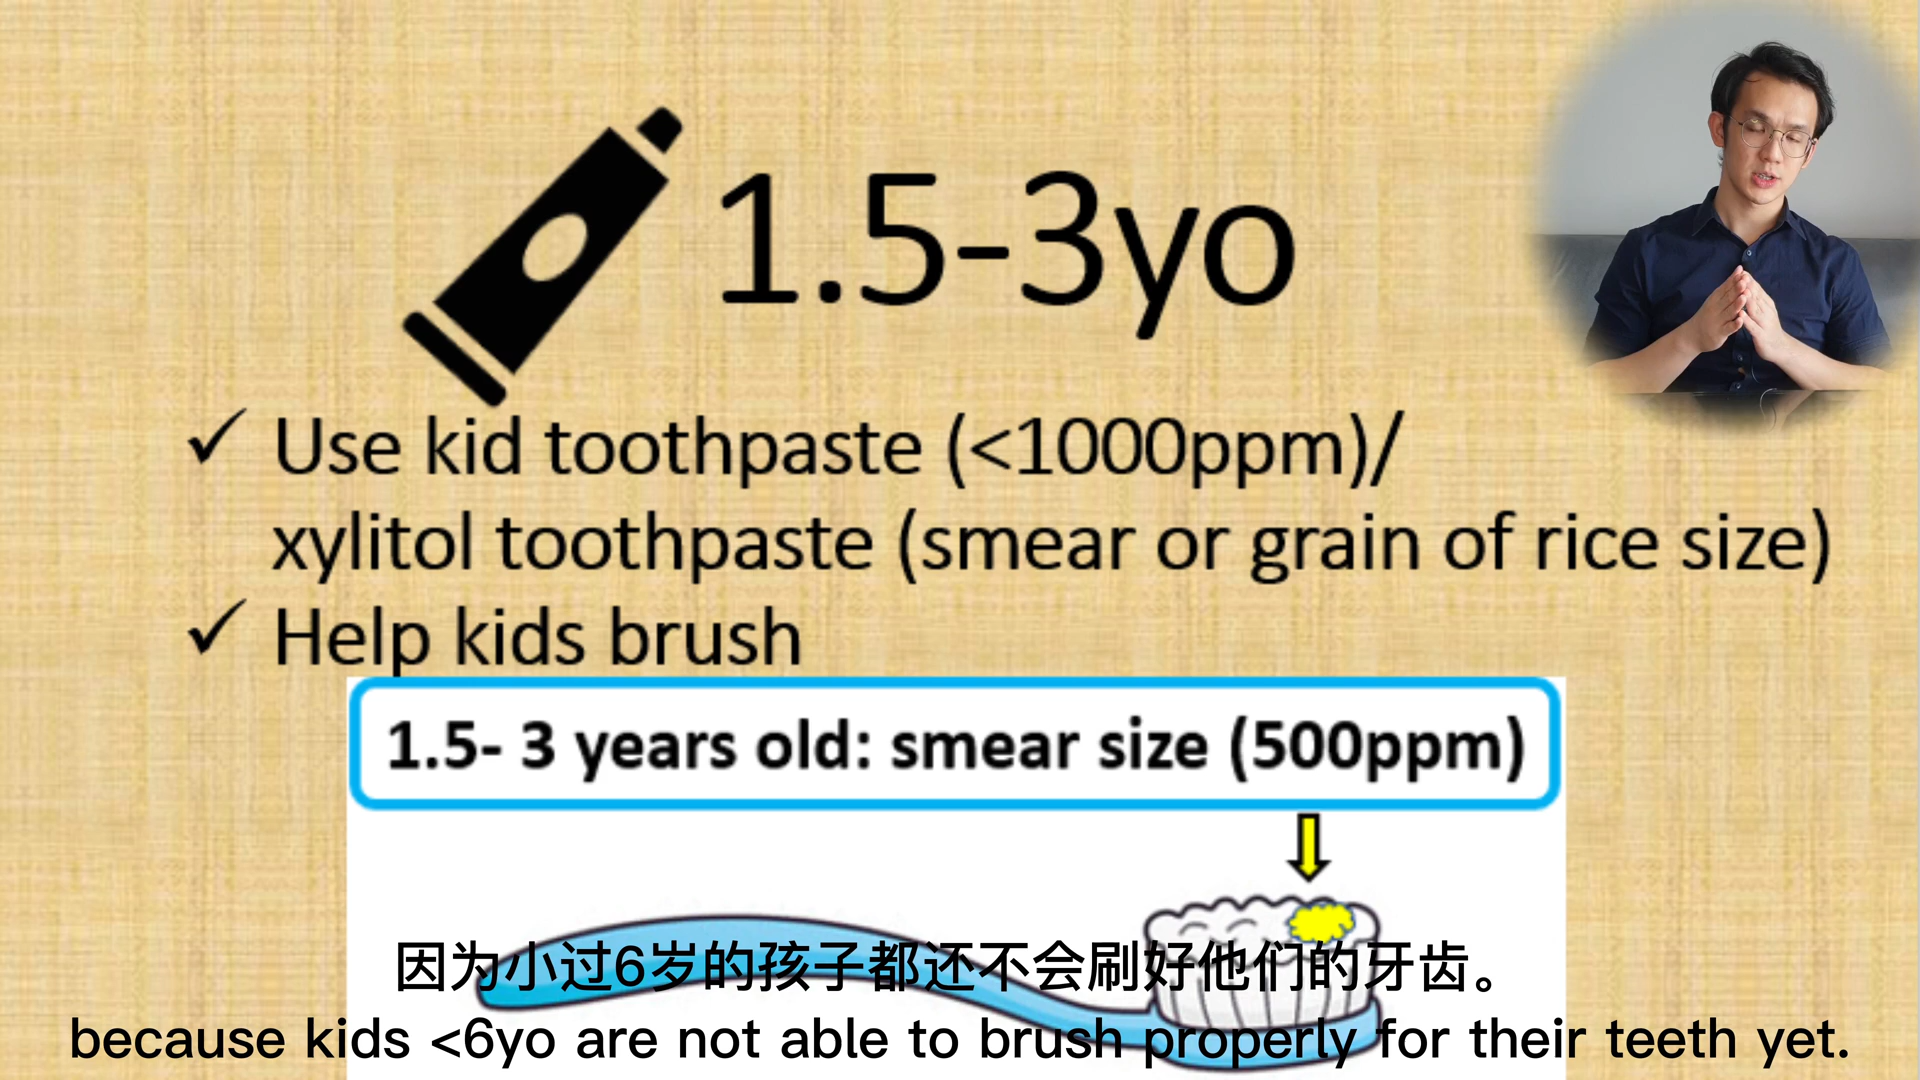 1.5-3yo
✓ Use kid toothpaste (<1000ppm)/
xylitol toothpaste (smear or grain of rice size)
✓ Help kids brush
1.5- 3 years old: smear size (500ppm)
因为小过6岁的孩子都还不会刷好他们的牙齿。
because kids <6yo are not able to brush properly for their teeth yet.